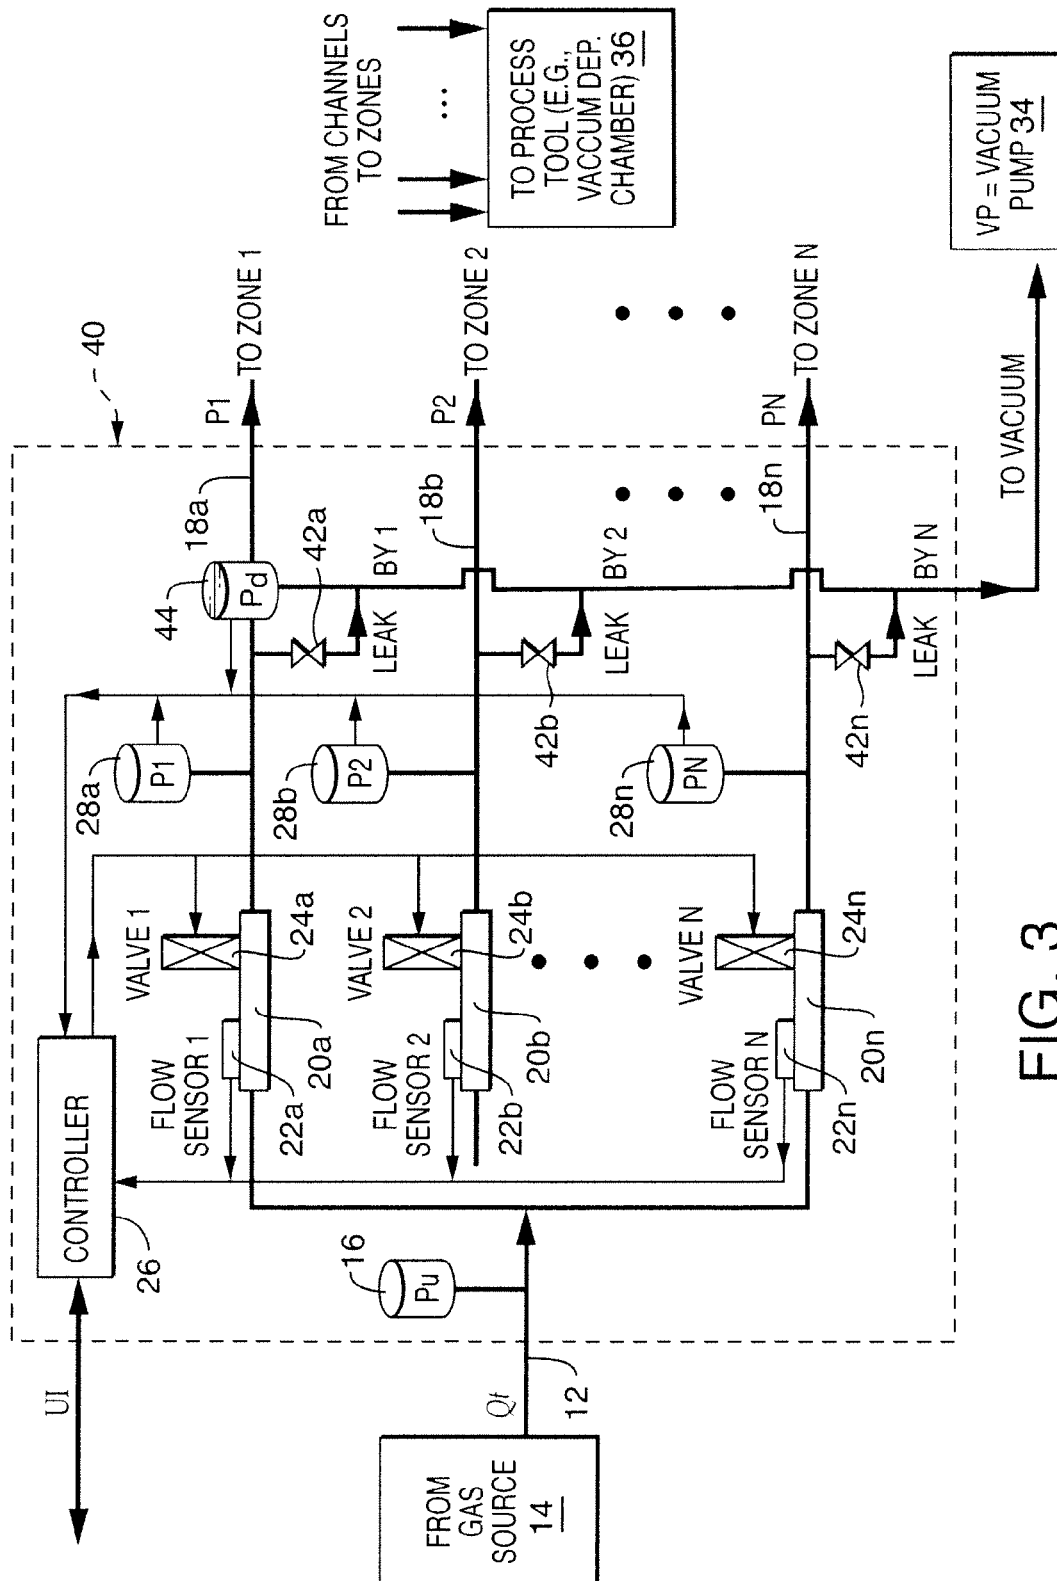 40
FROM CHANNELS
TO ZONES
...
TO PROCESS
TOOL (E.G.,
VACCUM DEP.
CHAMBER) 36
UI
CONTROLLER
26
FROM
GAS
SOURCE
14
Qt
12
Pu
16
FLOW
SENSOR 1
22a
VALVE 1
24a
20a
28a
P1
44
Pd
18a
P1
TO ZONE 1
42a
LEAK
BY 1
FLOW
SENSOR 2
22b
VALVE 2
24b
20b
28b
P2
18b
P2
TO ZONE 2
42b
LEAK
BY 2
FLOW
SENSOR N
22n
VALVE N
24n
20n
28n
PN
18n
PN
TO ZONE N
42n
LEAK
BY N
TO VACUUM
VP = VACUUM
PUMP 34
FIG. 3